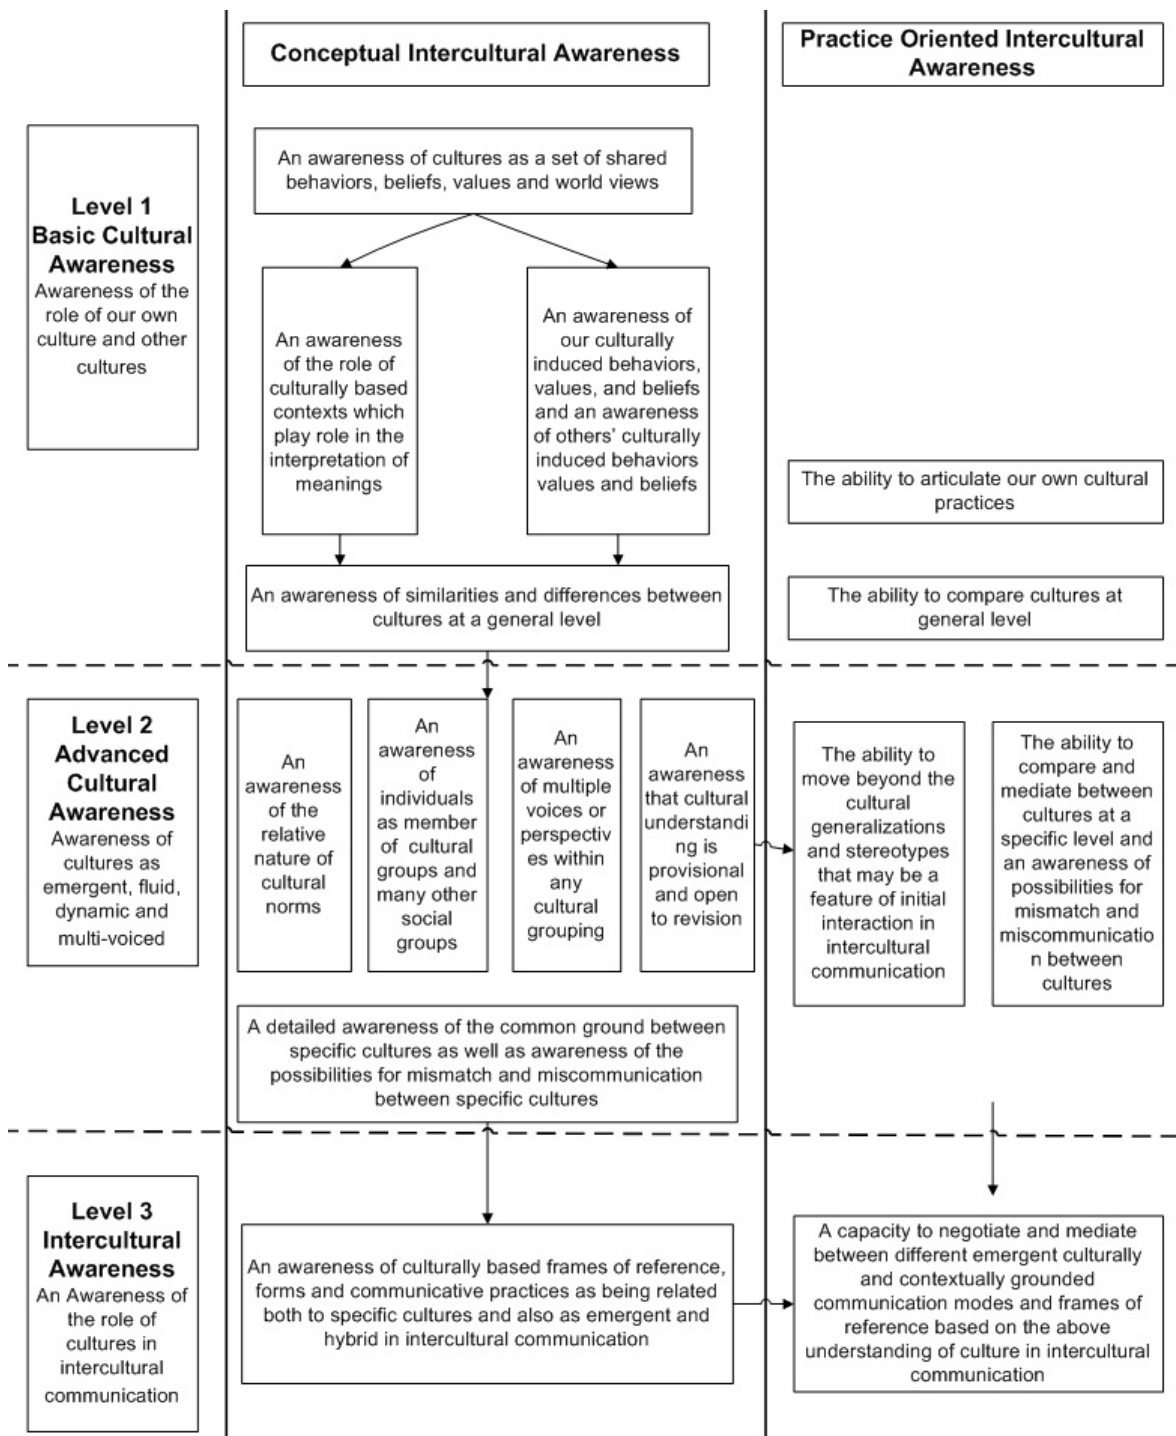 Conceptual Intercultural Awareness
Practice Oriented Intercultural
Awareness
Level 1
Basic Cultural
Awareness
Awareness of the
role of our own
culture and other
cultures
An awareness of cultures as a set of shared
behaviors, beliefs, values and world views
An awareness
of the role of
culturally based
contexts which
play role in the
interpretation of
meanings
An awareness of
our culturally
induced behaviors,
values, and beliefs
and an awareness
of others' culturally
induced behaviors
values and beliefs
An awareness of similarities and differences between
cultures at a general level
The ability to articulate our own cultural
practices
The ability to compare cultures at
general level
Level 2
Advanced
Cultural
Awareness
Awareness of
cultures as
emergent, fluid,
dynamic and
multi-voiced
An
awareness
of the
relative
nature of
cultural
norms
An
awareness
of
individuals
as member
of cultural
groups and
many other
social
groups
An
awareness
of multiple
voices or
perspectiv
es within
any
cultural
grouping
An
awareness
that cultural
understandi
ng is
provisional
and open
to revision
The ability to
move beyond the
cultural
generalizations
and stereotypes
that may be a
feature of initial
interaction in
intercultural
communication
The ability to
compare and
mediate between
cultures at a
specific level and
an awareness of
possibilities for
mismatch and
miscommunicatio
n between
cultures
A detailed awareness of the common ground between
specific cultures as well as awareness of the
possibilities for mismatch and miscommunication
between specific cultures
Level 3
Intercultural
Awareness
An Awareness of
the role of
cultures in
intercultural
communication
An awareness of culturally based frames of reference,
forms and communicative practices as being related
both to specific cultures and also as emergent and
hybrid in intercultural communication
A capacity to negotiate and mediate
between different emergent culturally
and contextually grounded
communication modes and frames of
reference based on the above
understanding of culture in intercultural
communication